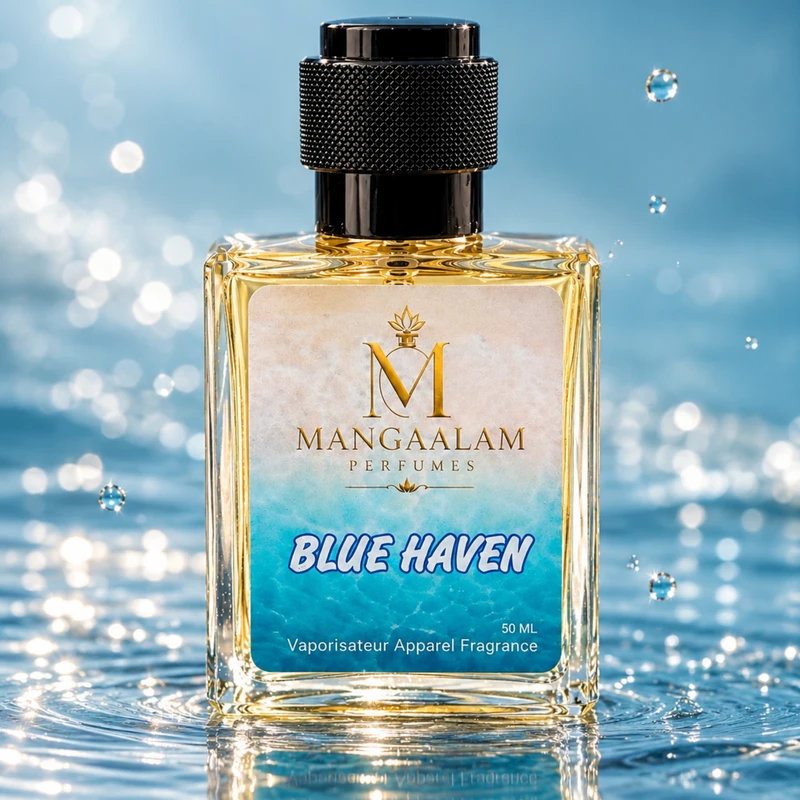 M
MANGAALAM
PERFUMES
BLUE HAVEN
50 ML
Vaporisateur Apparel Fragrance